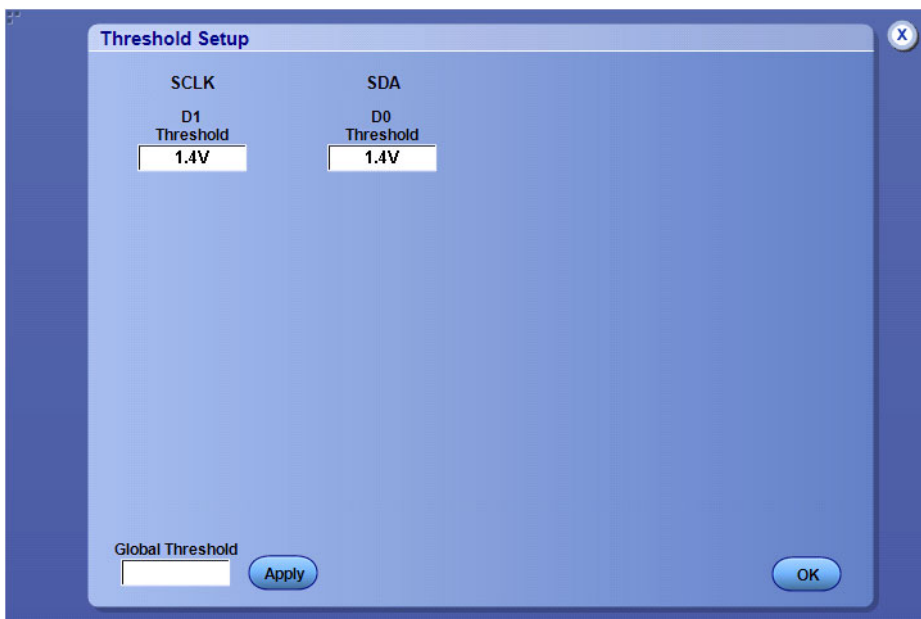 Threshold Setup
X
SCLK SDA
D1 D0
Threshold Threshold
1.4V 1.4V
Global Threshold
Apply OK